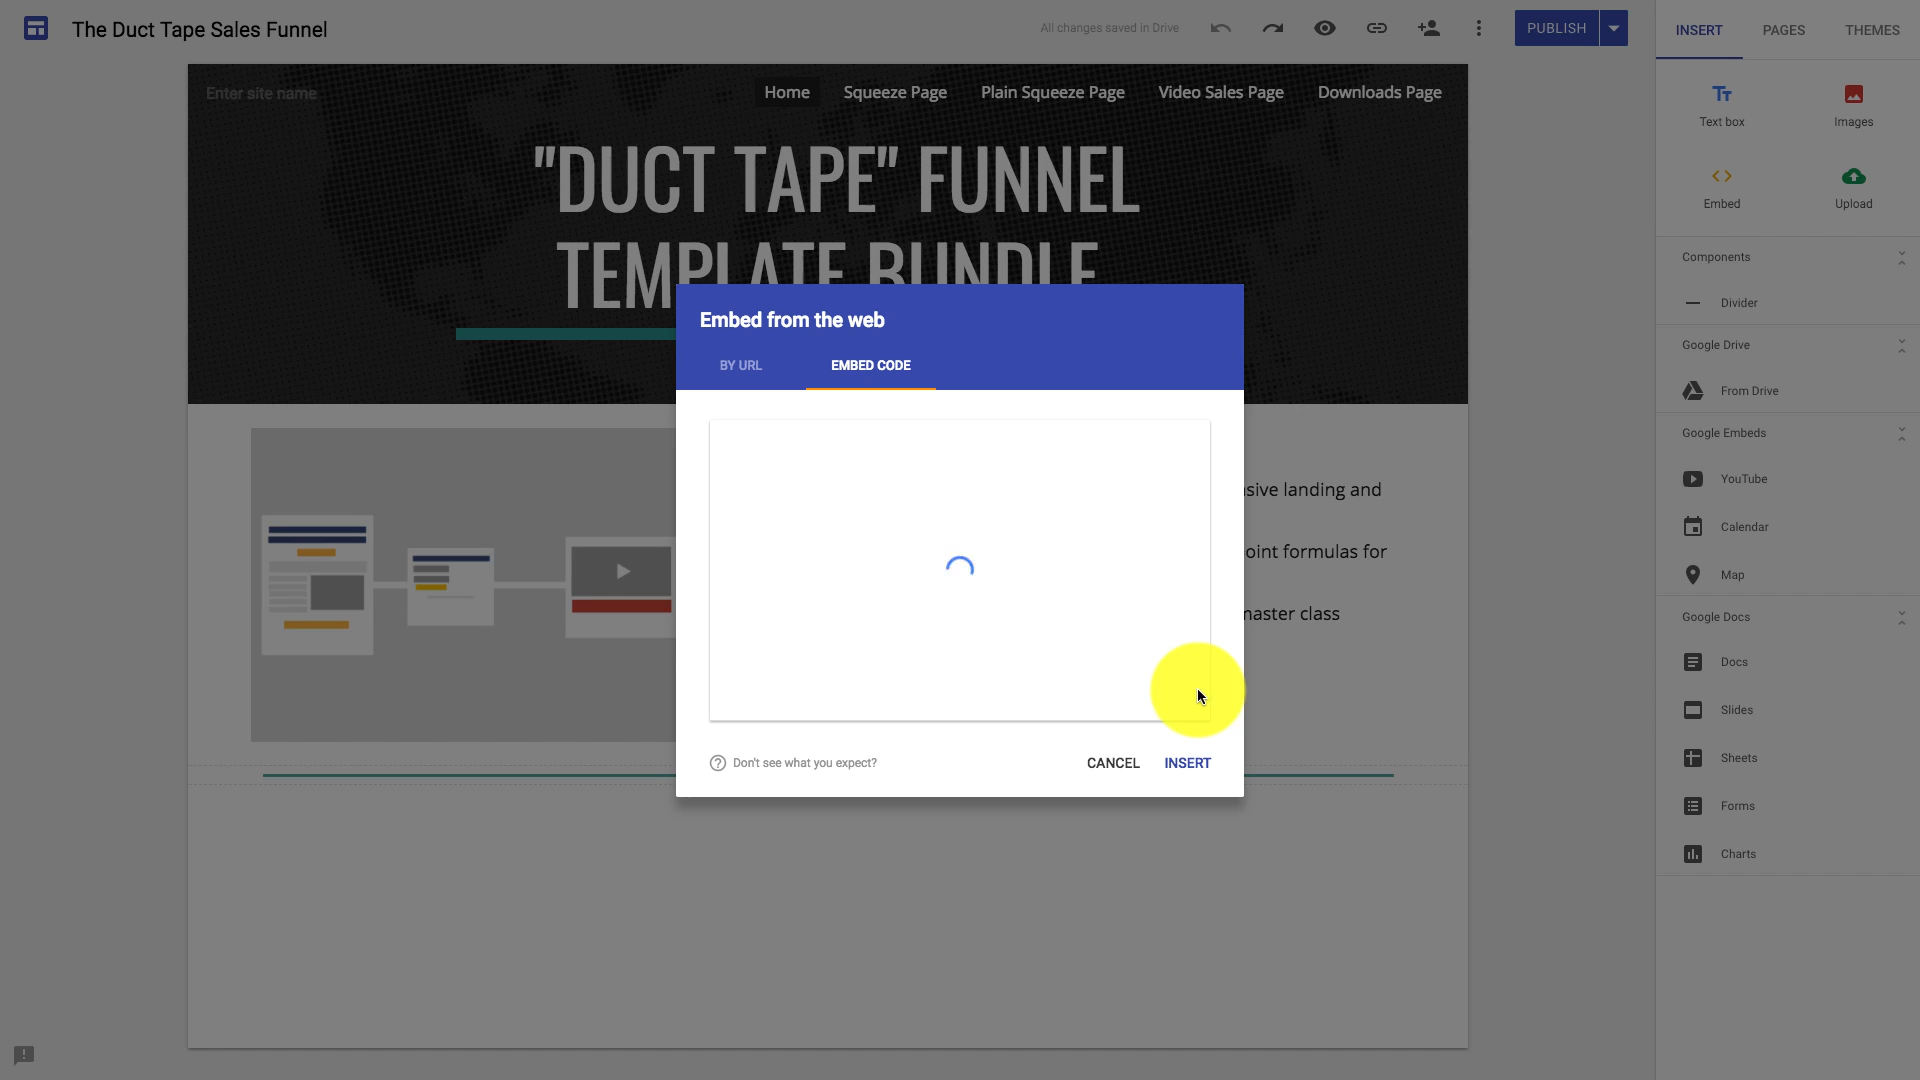 The Duct Tape Sales Funnel
All changes saved in Drive
PUBLISH
INSERT
PAGES
THEMES
Enter site name
Home
Squeeze Page
Plain Squeeze Page
Video Sales Page
Downloads Page
"DUCT TAPE" FUNNEL
TEMPLATE BUNDLE
Text box
Images
Embed
Upload
Components
Divider
Google Drive
From Drive
Google Embeds
YouTube
Calendar
Map
Google Docs
Docs
Slides
Sheets
Forms
Charts
Embed from the web
BY URL
EMBED CODE
sive landing and
oint formulas for
master class
Don't see what you expect?
CANCEL
INSERT